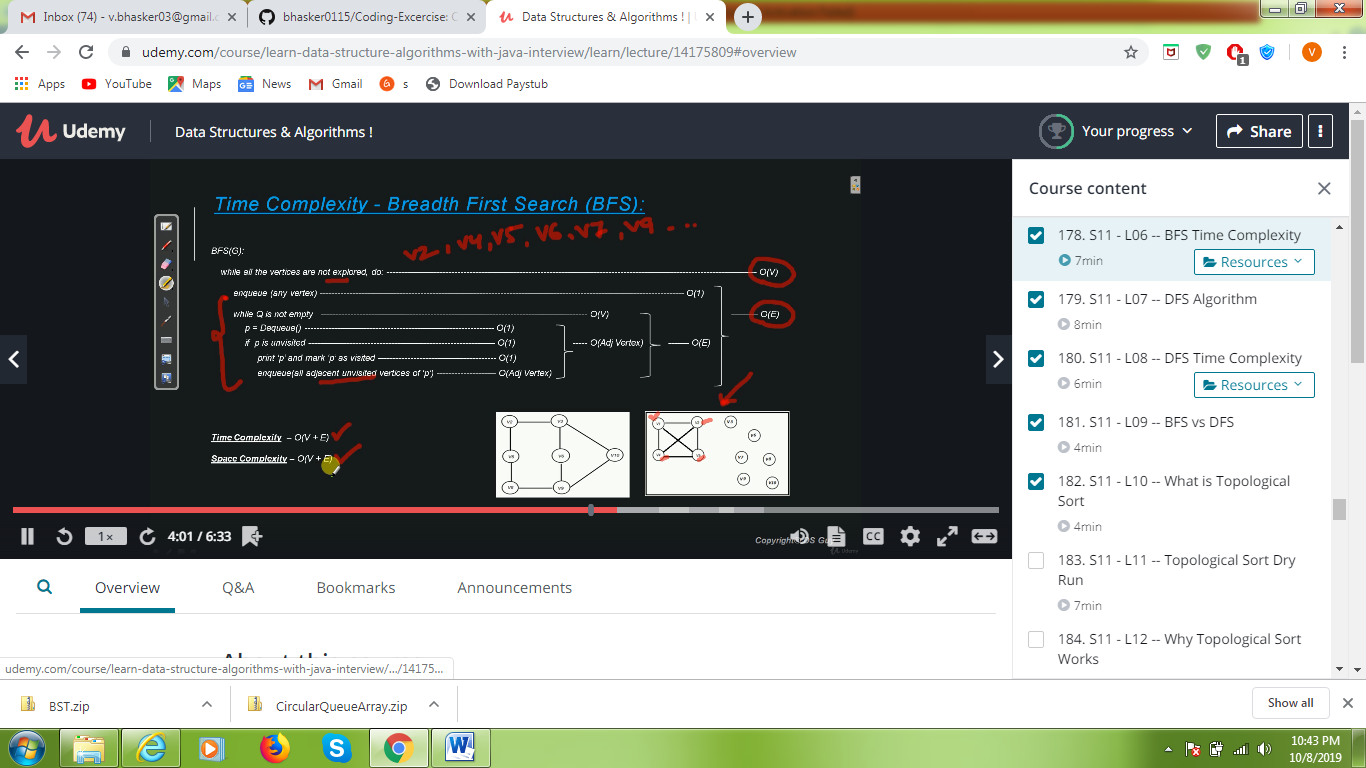 Inbox (74) - v.bhasker03@gmail.c
bhasker0115/Coding-Excercise: C
Data Structures & Algorithms ! | U
udemy.com/course/learn-data-structure-algorithms-with-java-interview/learn/lecture/14175809#overview
1
V
Apps
YouTube
Maps
News
Gmail
s
Download Paystub
Udemy
Data Structures & Algorithms !
Your progress
Share
Time Complexity - Breadth First Search (BFS):
v2, v4, v5, v6, v7, v9 ...
BFS(G):
while all the vertices are not explored, do: O(V)
enqueue (any vertex) O(1)
while Q is not empty O(V) O(E)
p = Dequeue() O(1)
if p is unvisited O(1) O(Adj Vertex) O(E)
print 'p' and mark 'p' as visited O(1)
enqueue(all adjacent unvisited vertices of 'p') O(Adj Vertex)
Time Complexity – O(V + E)
Space Complexity – O(V + E)
V10
1x
4:01 / 6:33
CC
Udemy
Course content
178. S11 - L06 -- BFS Time Complexity
7min
Resources
179. S11 - L07 -- DFS Algorithm
8min
180. S11 - L08 -- DFS Time Complexity
6min
Resources
181. S11 - L09 -- BFS vs DFS
4min
182. S11 - L10 -- What is Topological
Sort
4min
183. S11 - L11 -- Topological Sort Dry
Run
7min
184. S11 - L12 -- Why Topological Sort
Works
Overview
Q&A
Bookmarks
Announcements
udemy.com/course/learn-data-structure-algorithms-with-java-interview/.../14175...
BST.zip
CircularQueueArray.zip
Show all
10:43 PM
10/8/2019